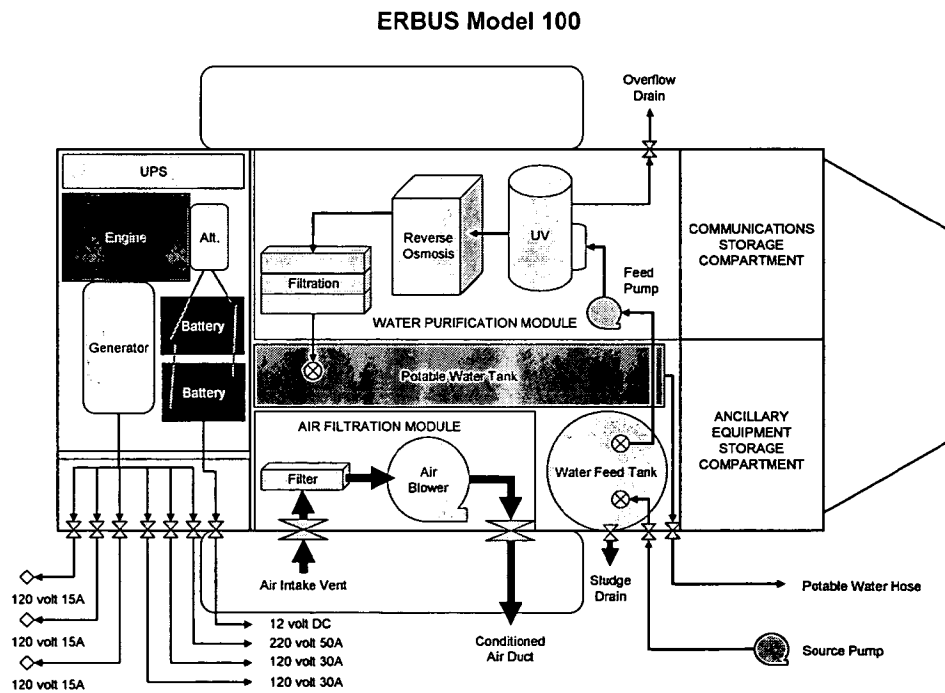 ERBUS Model 100
Overflow
Drain
UPS
Engine
Alt.
Reverse
Osmosis
UV
COMMUNICATIONS
STORAGE
COMPARTMENT
Filtration
Feed
Pump
Battery
WATER PURIFICATION MODULE
Generator
Potable Water Tank
Battery
AIR FILTRATION MODULE
ANCILLARY
EQUIPMENT
STORAGE
COMPARTMENT
Filter
Air
Blower
Water Feed Tank
Air Intake Vent
Sludge
Drain
Potable Water Hose
120 volt 15A
12 volt DC
120 volt 15A
220 volt 50A
Conditioned
Air Duct
Source Pump
120 volt 30A
120 volt 15A
120 volt 30A